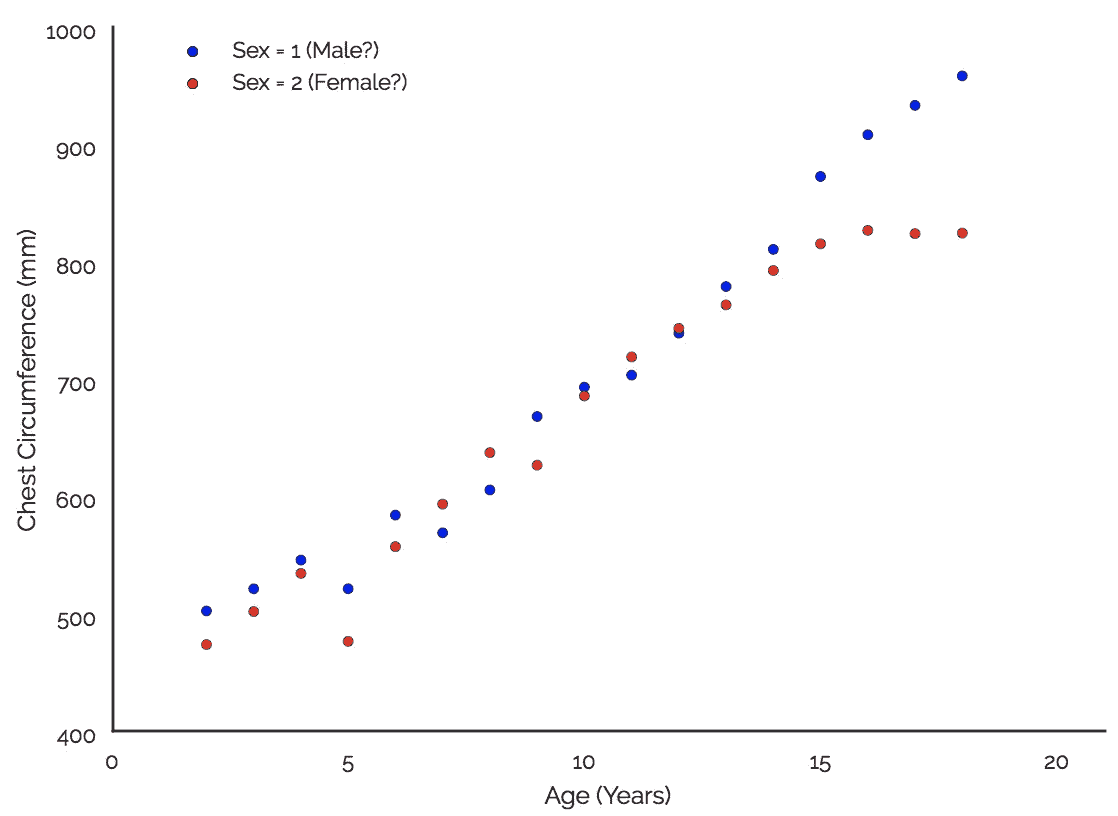 1000
Sex = 1 (Male?)
Sex = 2 (Female?)
900
800
700
600
500
400
Chest Circumference (mm)
0 5 10 15 20
Age (Years)